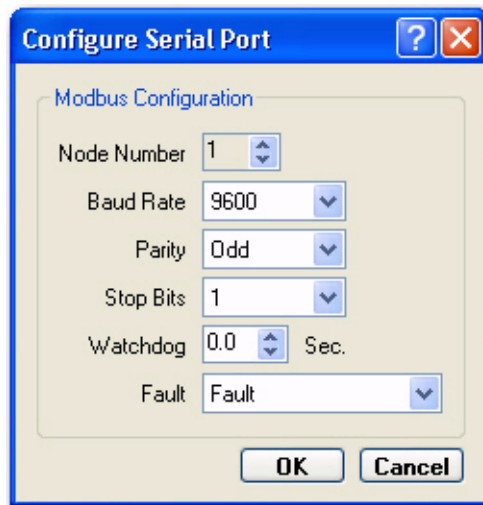 Configure Serial Port
Modbus Configuration
Node Number 1
Baud Rate 9600
Parity Odd
Stop Bits 1
Watchdog 0.0 Sec.
Fault Fault
OK Cancel